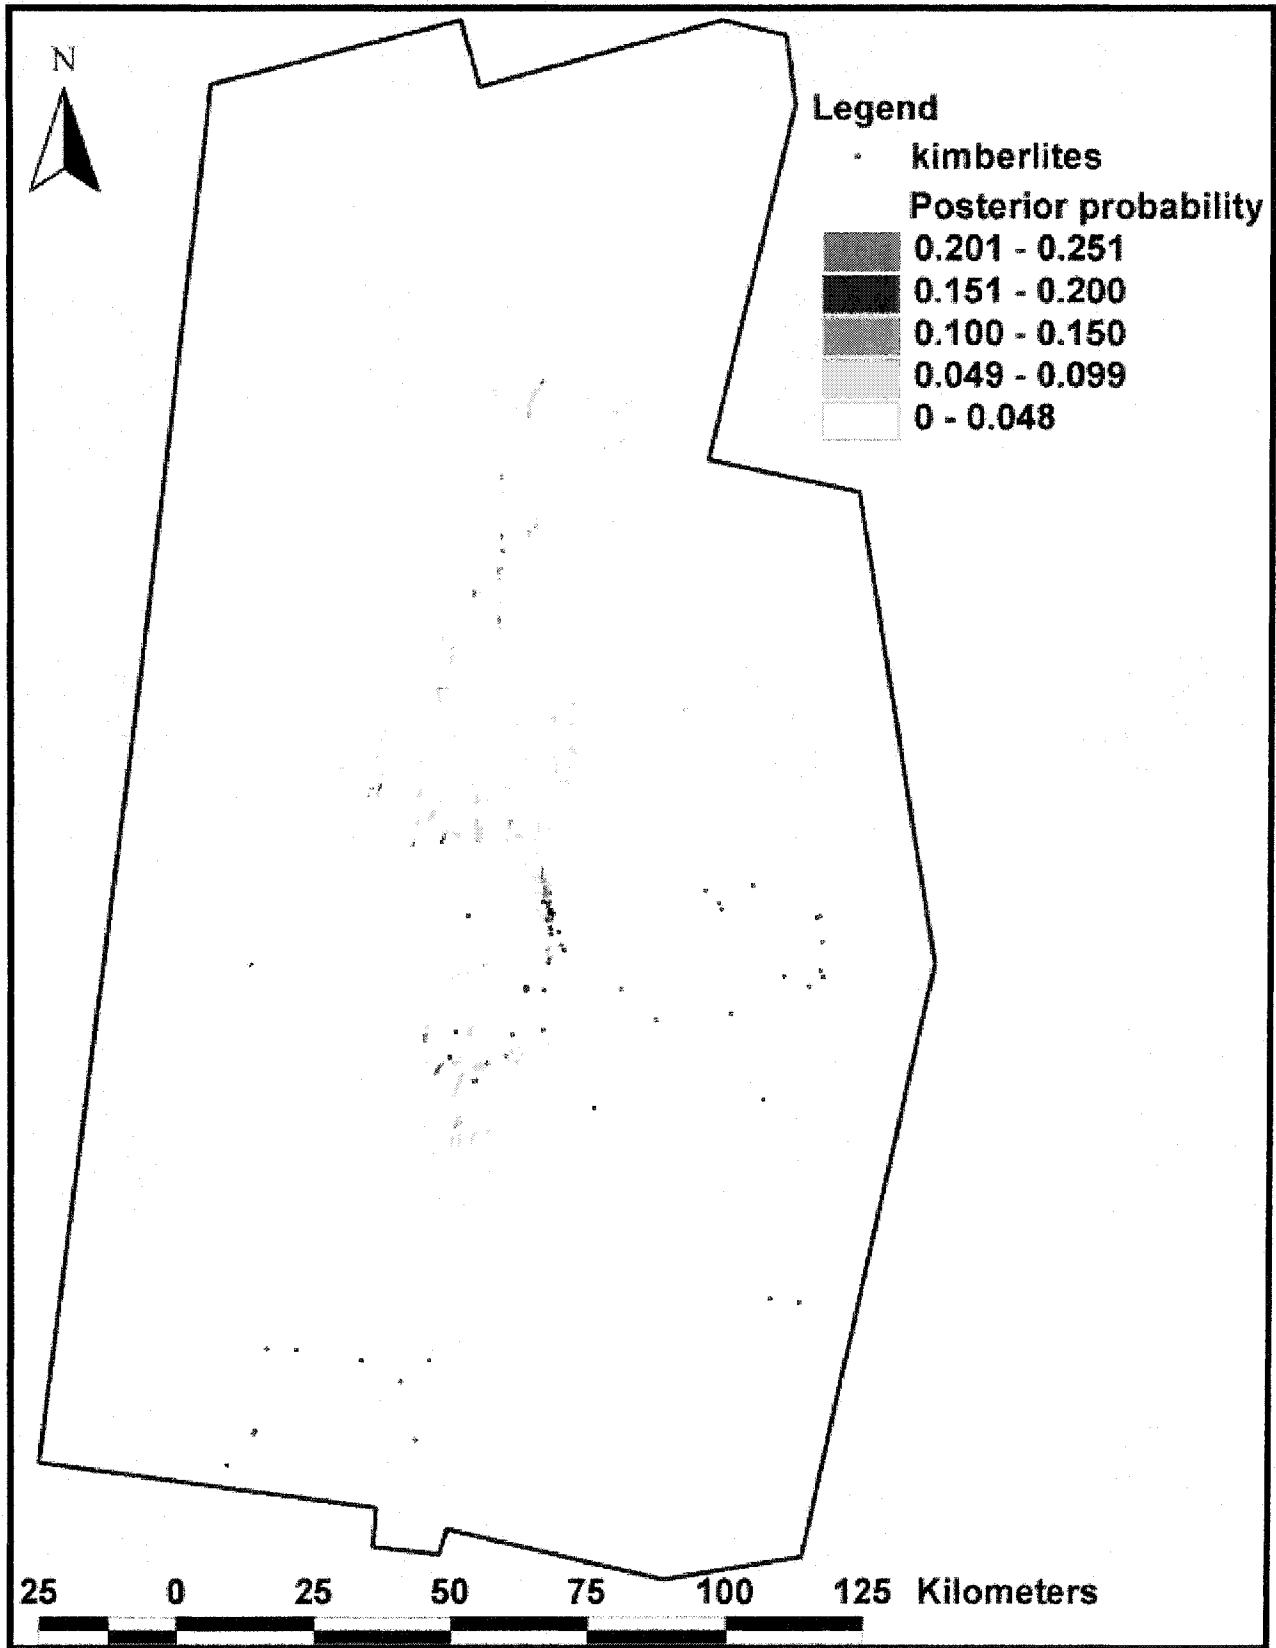 N
Legend
kimberlites
Posterior probability
0.201 - 0.251
0.151 - 0.200
0.100 - 0.150
0.049 - 0.099
0 - 0.048
25 0 25 50 75 100 125 Kilometers